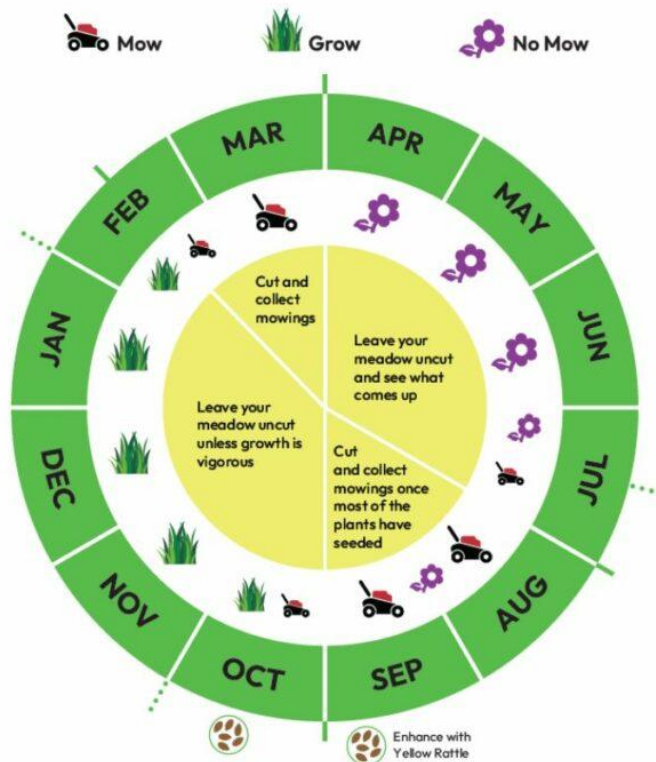 Mow
Grow
No Mow
MAR
APR
FEB
MAY
JAN
JUN
DEC
JUL
NOV
AUG
OCT
SEP
Cut and
collect
mowings
Leave your
meadow uncut
and see what
comes up
Leave your
meadow uncut
unless growth is
vigorous
Cut
and collect
mowings once
most of the
plants have
seeded
Enhance with
Yellow Rattle